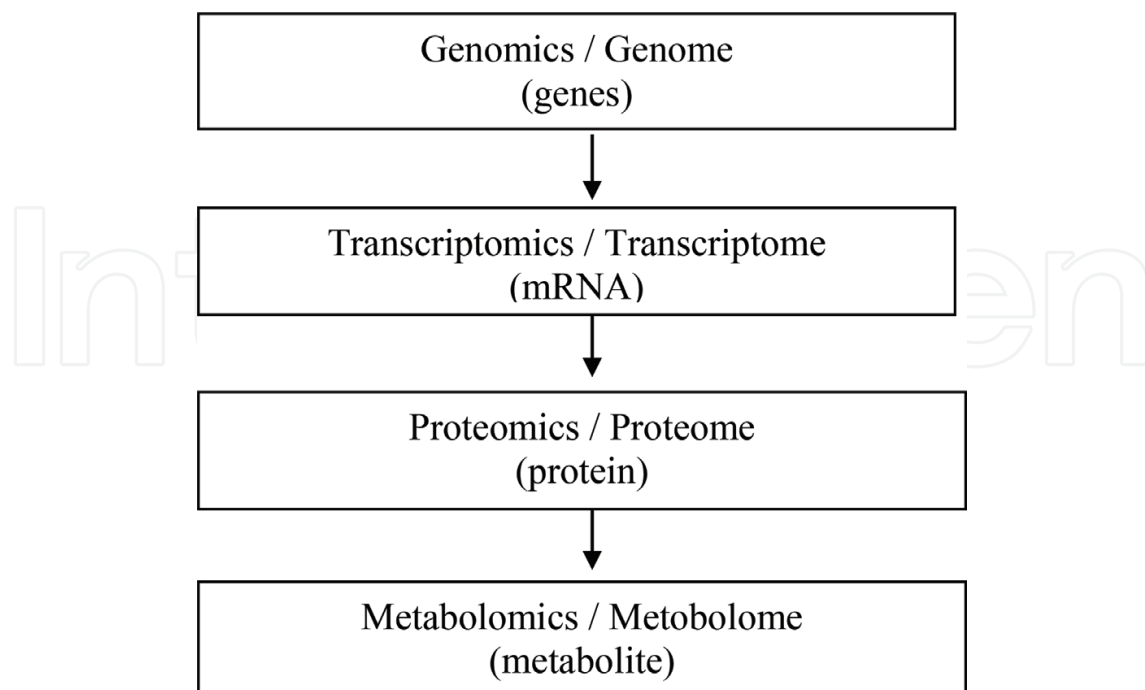 Genomics / Genome
(genes)
Transcriptomics / Transcriptome
(mRNA)
Proteomics / Proteome
(protein)
Metabolomics / Metobolome
(metabolite)